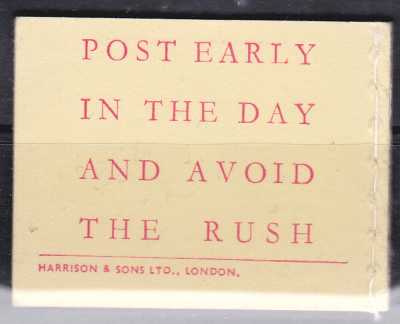 POST EARLY
IN THE DAY
AND AVOID
THE RUSH
HARRISON & SONS LTD., LONDON.